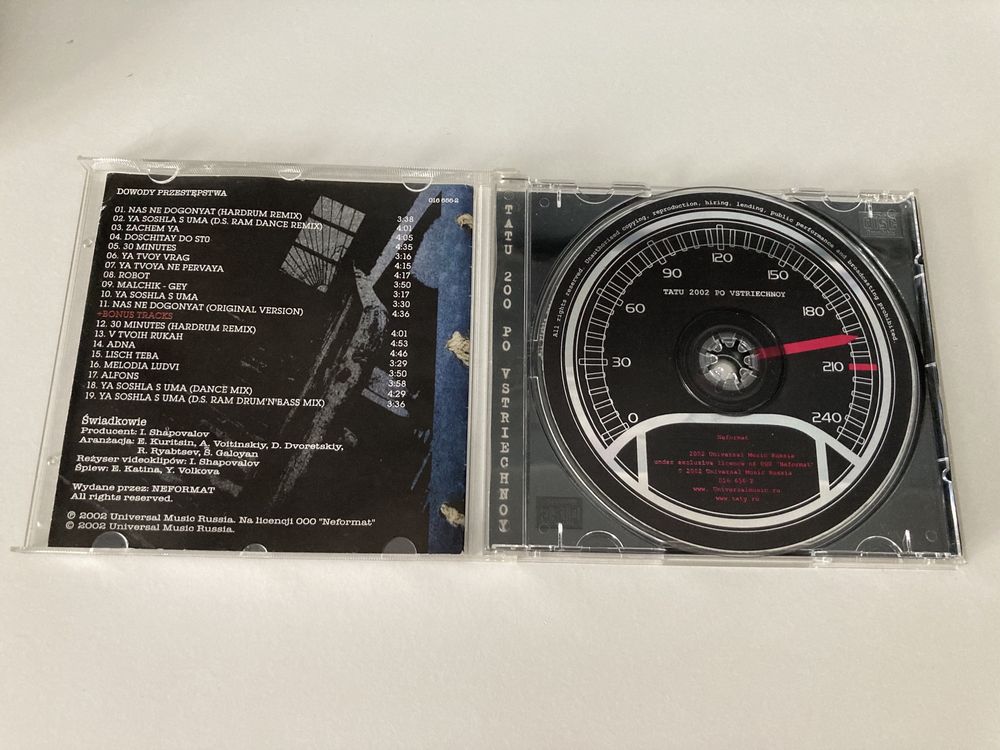 DOWODY PRZESTĘPSTWA
016 666-2
01. NAS NE DOGONYAT (HARDRUM REMIX) 3:38
02. YA SOSHLA S UMA (D.S. RAM DANCE REMIX) 4:01
03. ZACHEM YA 4:05
04. DOSCHITAY DO ST0 4:35
05. 30 MINUTES 3:16
06. YA TVOY VRAG 4:15
07. YA TVOYA NE PERVAYA 4:17
08. ROBOT 3:50
09. MALCHIK - GEY 3:17
10. YA SOSHLA S UMA 3:30
11. NAS NE DOGONYAT (ORIGINAL VERSION) 4:36
+BONUS TRACKS
12. 30 MINUTES (HARDRUM REMIX) 4:01
13. V TVOIH RUKAH 4:53
14. ADNA 4:46
15. LISCH TEBA 3:29
16. MELODIA LUDVI 3:50
17. ALFONS 3:58
18. YA SOSHLA S UMA (DANCE MIX) 4:29
19. YA SOSHLA S UMA (D.S. RAM DRUM'N'BASS MIX) 3:36
Świadkowie
Producent: I. Shapovalov
Aranżacja: E. Kuritsin, A. Voitinskiy, D. Dvoretskiy,
R. Ryabtsev, S. Galoyan
Reżyser videoklipów: I. Shapovalov
Śpiew: E. Katina, Y. Volkova
Wydane przez: NEFORMAT
All rights reserved.
℗ 2002 Universal Music Russia. Na licencji 000 "Neformat"
© 2002 Universal Music Russia.
TATU 200 PO VSTRIECHNOY
All rights reserved. Unauthorised copying, reproduction, hiring, lending, public performance and broadcasting prohibited
TATU 2002 PO VSTRIECHNOY
0
30
60
90
120
150
180
210
240
Neformat
2002 Universal Music Russia
under exclusive licence of OOO "Neformat"
© 2002 Universal Music Russia
016 656-2
www.Universalmusic.ru
www.taty.ru